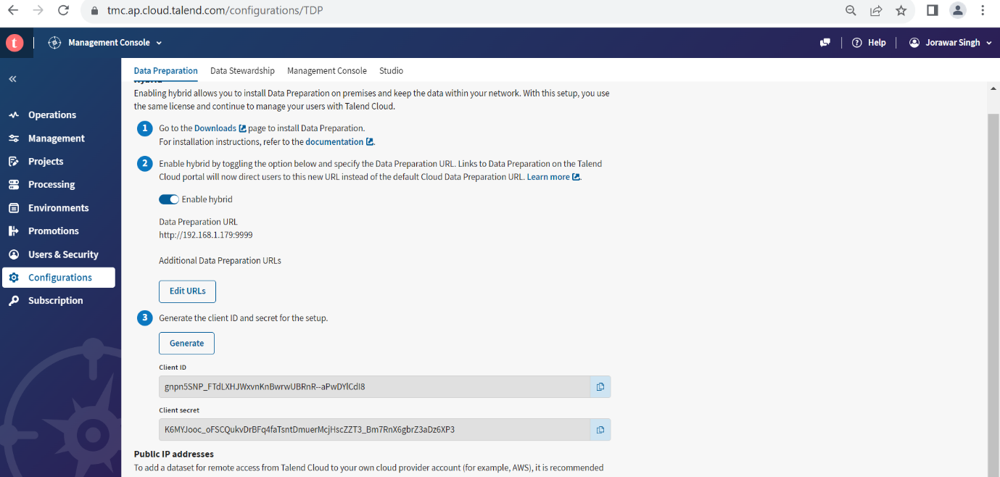 tmc.ap.cloud.talend.com/configurations/TDP
t
Management Console
Help
Jorawar Singh
Operations
Management
Projects
Processing
Environments
Promotions
Users & Security
Configurations
Subscription
Data Preparation Data Stewardship Management Console Studio
Hybrid
Enabling hybrid allows you to install Data Preparation on premises and keep the data within your network. With this setup, you use
the same license and continue to manage your users with Talend Cloud.
1 Go to the Downloads page to install Data Preparation.
For installation instructions, refer to the documentation.
2 Enable hybrid by toggling the option below and specify the Data Preparation URL. Links to Data Preparation on the Talend
Cloud portal will now direct users to this new URL instead of the default Cloud Data Preparation URL. Learn more.
Enable hybrid
Data Preparation URL
http://192.168.1.179:9999
Additional Data Preparation URLs
Edit URLs
3 Generate the client ID and secret for the setup.
Generate
Client ID
gnpn5SNP_FTdLXHJWxvnKnBwrwUBRnR--aPwDYlCdI8
Client secret
K6MYJooc_oFSCQukvDrBFq4faTsntDmuerMcjHscZZT3_Bm7RnX6gbrZ3aDz6XP3
Public IP addresses
To add a dataset for remote access from Talend Cloud to your own cloud provider account (for example, AWS), it is recommended